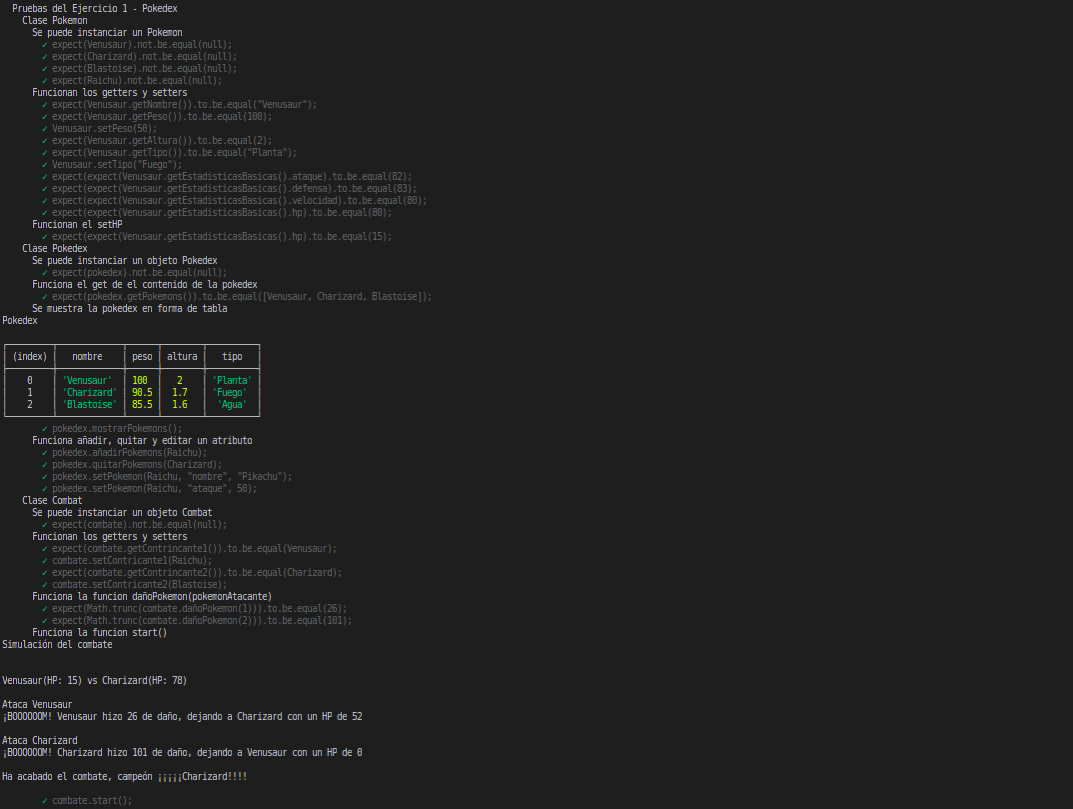 Pruebas del Ejercicio 1 - Pokedex
Clase Pokemon
Se puede instanciar un Pokemon
✓ expect(Venusaur).not.be.equal(null);
✓ expect(Charizard).not.be.equal(null);
✓ expect(Blastoise).not.be.equal(null);
✓ expect(Raichu).not.be.equal(null);
Funcionan los getters y setters
✓ expect(Venusaur.getNombre()).to.be.equal("Venusaur");
✓ expect(Venusaur.getPeso()).to.be.equal(100);
✓ Venusaur.setPeso(50);
✓ expect(Venusaur.getAltura()).to.be.equal(2);
✓ expect(Venusaur.getTipo()).to.be.equal("Planta");
✓ Venusaur.setTipo("Fuego");
✓ expect(expect(Venusaur.getEstadisticasBasicas().ataque).to.be.equal(82);
✓ expect(expect(Venusaur.getEstadisticasBasicas().defensa).to.be.equal(83);
✓ expect(expect(Venusaur.getEstadisticasBasicas().velocidad).to.be.equal(80);
✓ expect(expect(Venusaur.getEstadisticasBasicas().hp).to.be.equal(80);
Funcionan el setHP
✓ expect(expect(Venusaur.getEstadisticasBasicas().hp).to.be.equal(15);
Clase Pokedex
Se puede instanciar un objeto Pokedex
✓ expect(pokedex).not.be.equal(null);
Funciona el get de el contenido de la pokedex
✓ expect(pokedex.getPokemons()).to.be.equal([Venusaur, Charizard, Blastoise]);
Se muestra la pokedex en forma de tabla
Pokedex
(index) nombre peso altura tipo
0 'Venusaur' 100 2 'Planta'
1 'Charizard' 90.5 1.7 'Fuego'
2 'Blastoise' 85.5 1.6 'Agua'
✓ pokedex.mostrarPokemons();
Funciona añadir, quitar y editar un atributo
✓ pokedex.añadirPokemons(Raichu);
✓ pokedex.quitarPokemons(Charizard);
✓ pokedex.setPokemon(Raichu, "nombre", "Pikachu");
✓ pokedex.setPokemon(Raichu, "ataque", 50);
Clase Combat
Se puede instanciar un objeto Combat
✓ expect(combate).not.be.equal(null);
Funcionan los getters y setters
✓ expect(combate.getContrincante1()).to.be.equal(Venusaur);
✓ combate.setContricante1(Raichu);
✓ expect(combate.getContrincante2()).to.be.equal(Charizard);
✓ combate.setContricante2(Blastoise);
Funciona la funcion dañoPokemon(pokemonAtacante)
✓ expect(Math.trunc(combate.dañoPokemon(1))).to.be.equal(26);
✓ expect(Math.trunc(combate.dañoPokemon(2))).to.be.equal(101);
Funciona la funcion start()
Simulación del combate
Venusaur(HP: 15) vs Charizard(HP: 78)
Ataca Venusaur
¡BOOOOOOM! Venusaur hizo 26 de daño, dejando a Charizard con un HP de 52
Ataca Charizard
¡BOOOOOOM! Charizard hizo 101 de daño, dejando a Venusaur con un HP de 0
Ha acabado el combate, campeón ¡¡¡¡¡Charizard!!!!
✓ combate.start();